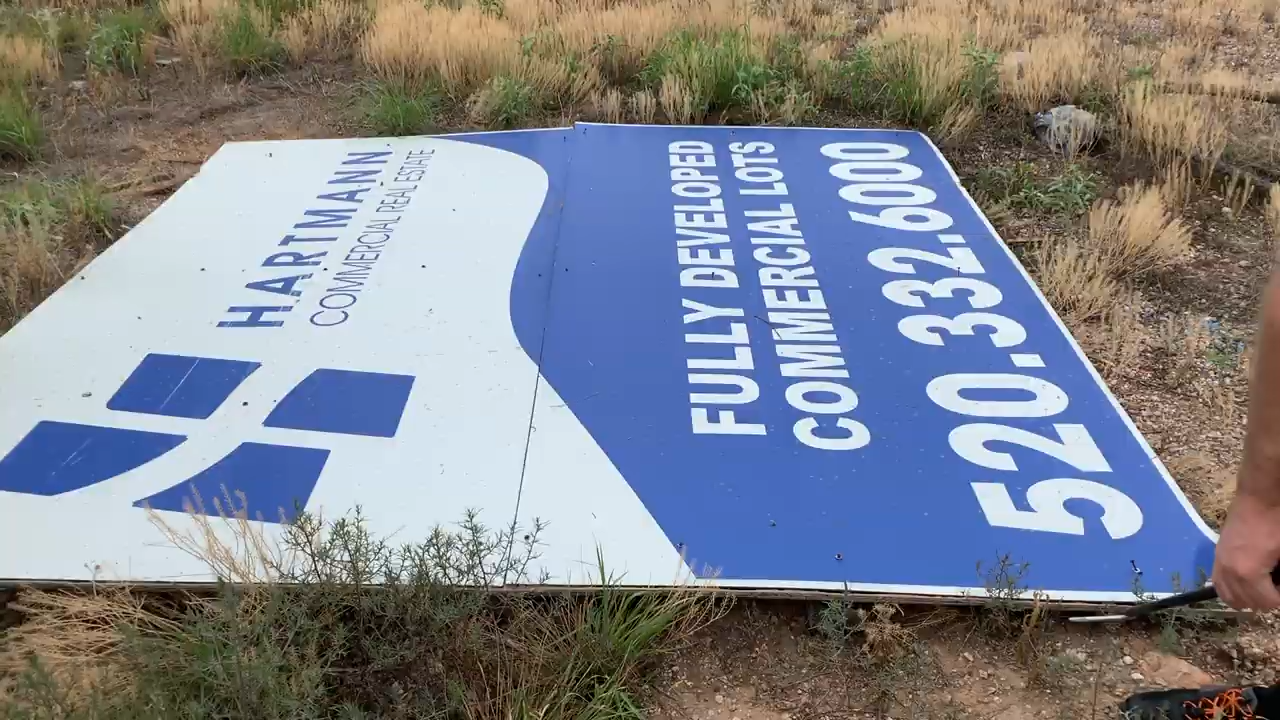 HARTMANN
COMMERCIAL REAL ESTATE
FULLY DEVELOPED
COMMERCIAL LOTS
520.332.6000